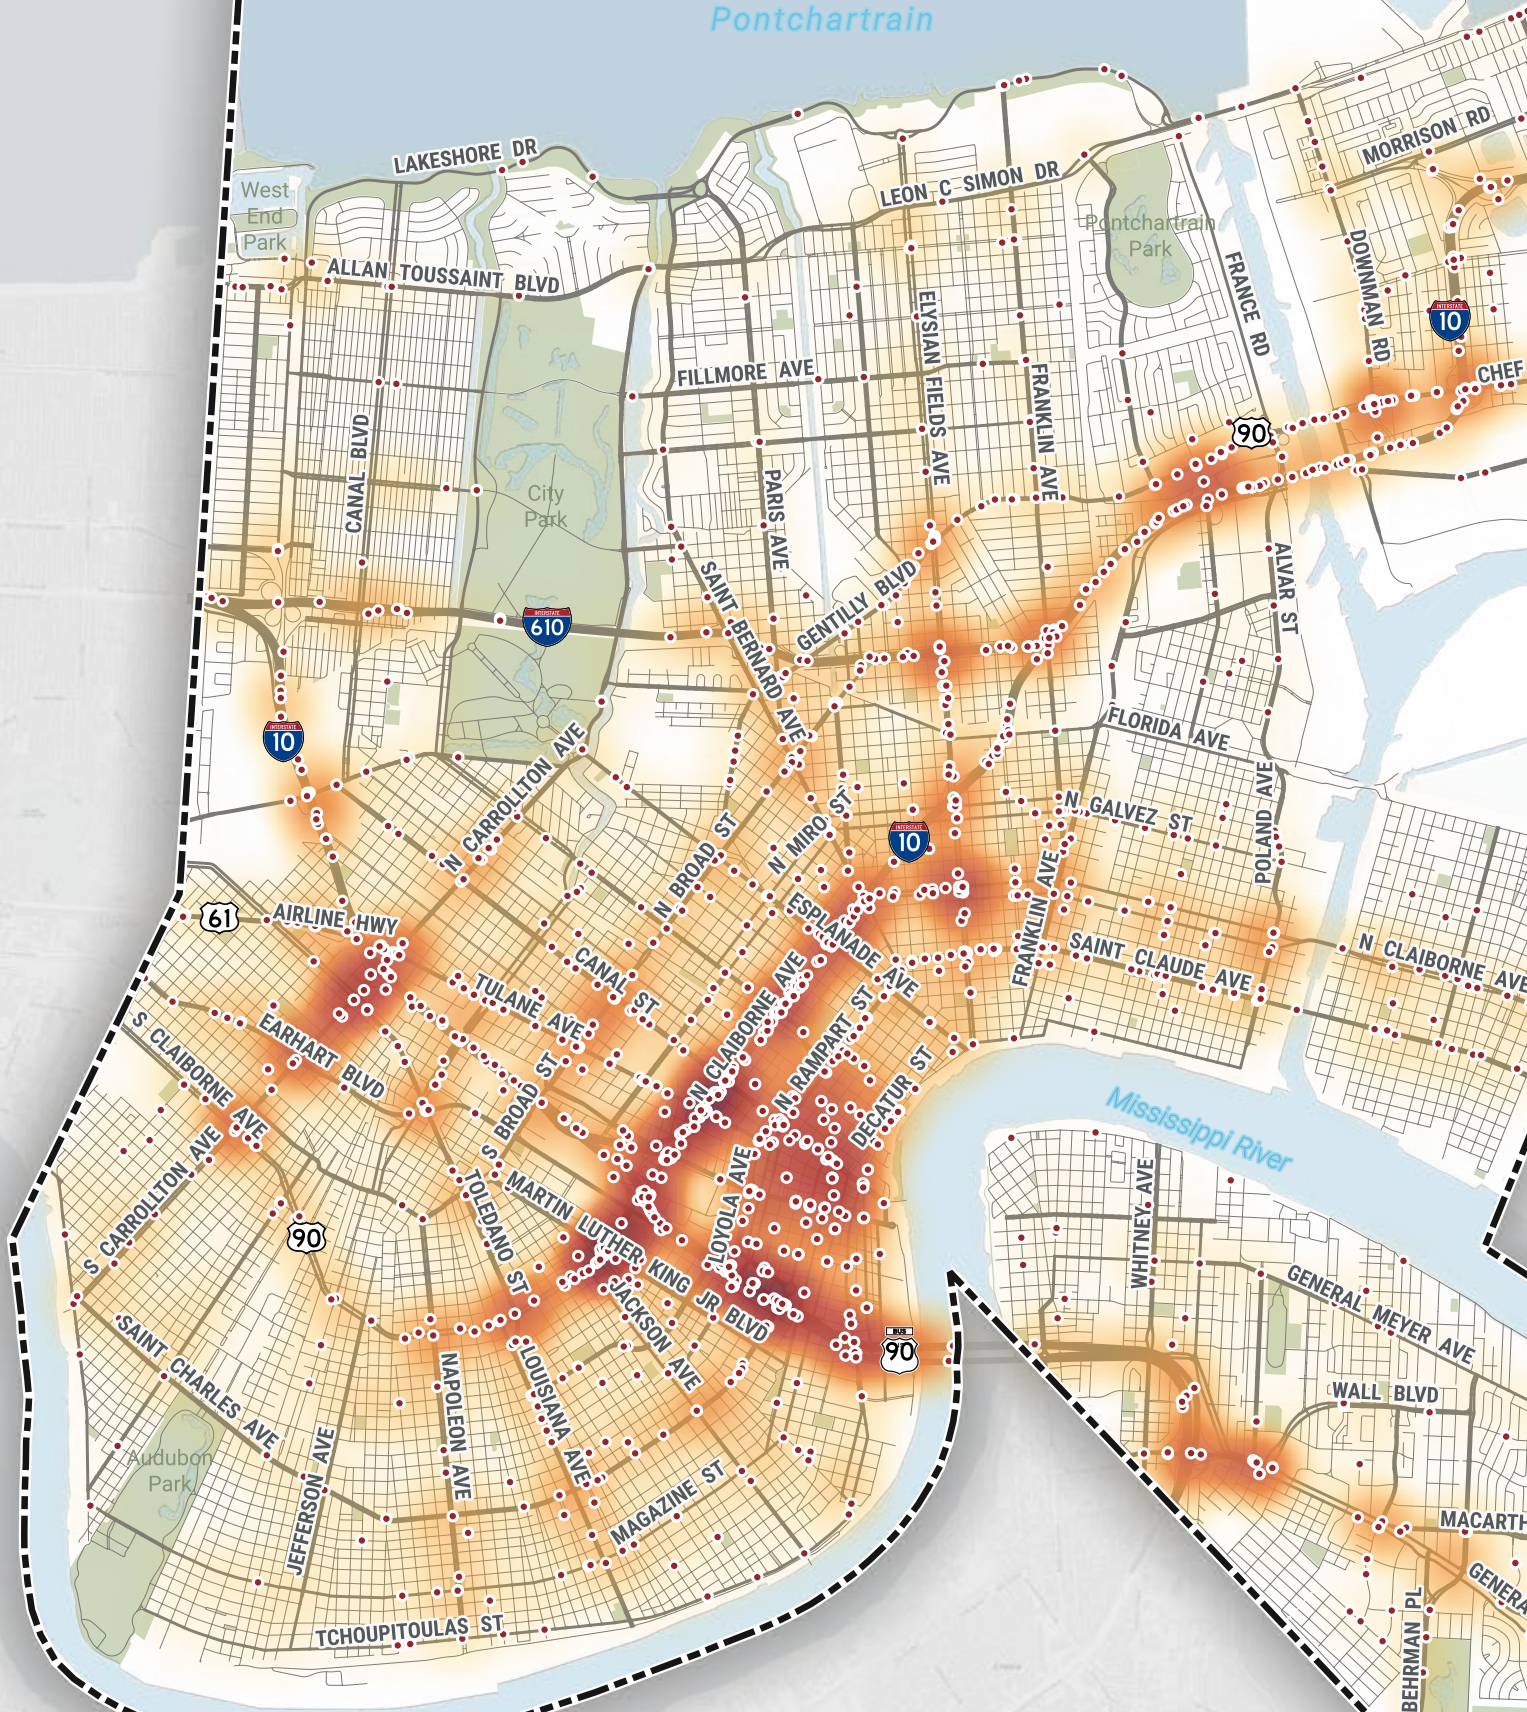 Pontchartrain
LAKESHORE DR
MORRISON RD
West
End
Park
LEON C SIMON DR
Pontchartrain
Park
ALLAN TOUSSAINT BLVD
FRANCE RD
DOWNMAN RD
INTERSTATE
10
ELYSIAN FIELDS AVE
FILLMORE AVE
FRANKLIN AVE
CHEF
CANAL BLVD
90
City
Park
PARIS AVE
ALVAR ST
SAINT BERNARD AVE
GENTILLY BLVD
INTERSTATE
610
INTERSTATE
10
FLORIDA AVE
N CARROLLTON AVE
N GALVEZ ST
POLAND AVE
N MIRO ST
INTERSTATE
10
N BROAD ST
61
AIRLINE HWY
ESPLANADE AVE
FRANKLIN AVE
SAINT CLAUDE AVE
N CLAIBORNE AVE
CANAL ST
TULANE AVE
N CLAIBORNE AVE
N RAMPART ST
S CLAIBORNE AVE
EARHART BLVD
DECATUR ST
S BROAD ST
Mississippi River
S CARROLLTON AVE
TOLEDANO ST
MARTIN LUTHER KING JR BLVD
LOYOLA AVE
WHITNEY AVE
90
GENERAL MEYER AVE
JACKSON AVE
BUS
90
SAINT CHARLES AVE
NAPOLEON AVE
LOUISIANA AVE
WALL BLVD
Audubon
Park
JEFFERSON AVE
MAGAZINE ST
MACARTH
GENERA
BEHRMAN PL
TCHOUPITOULAS ST